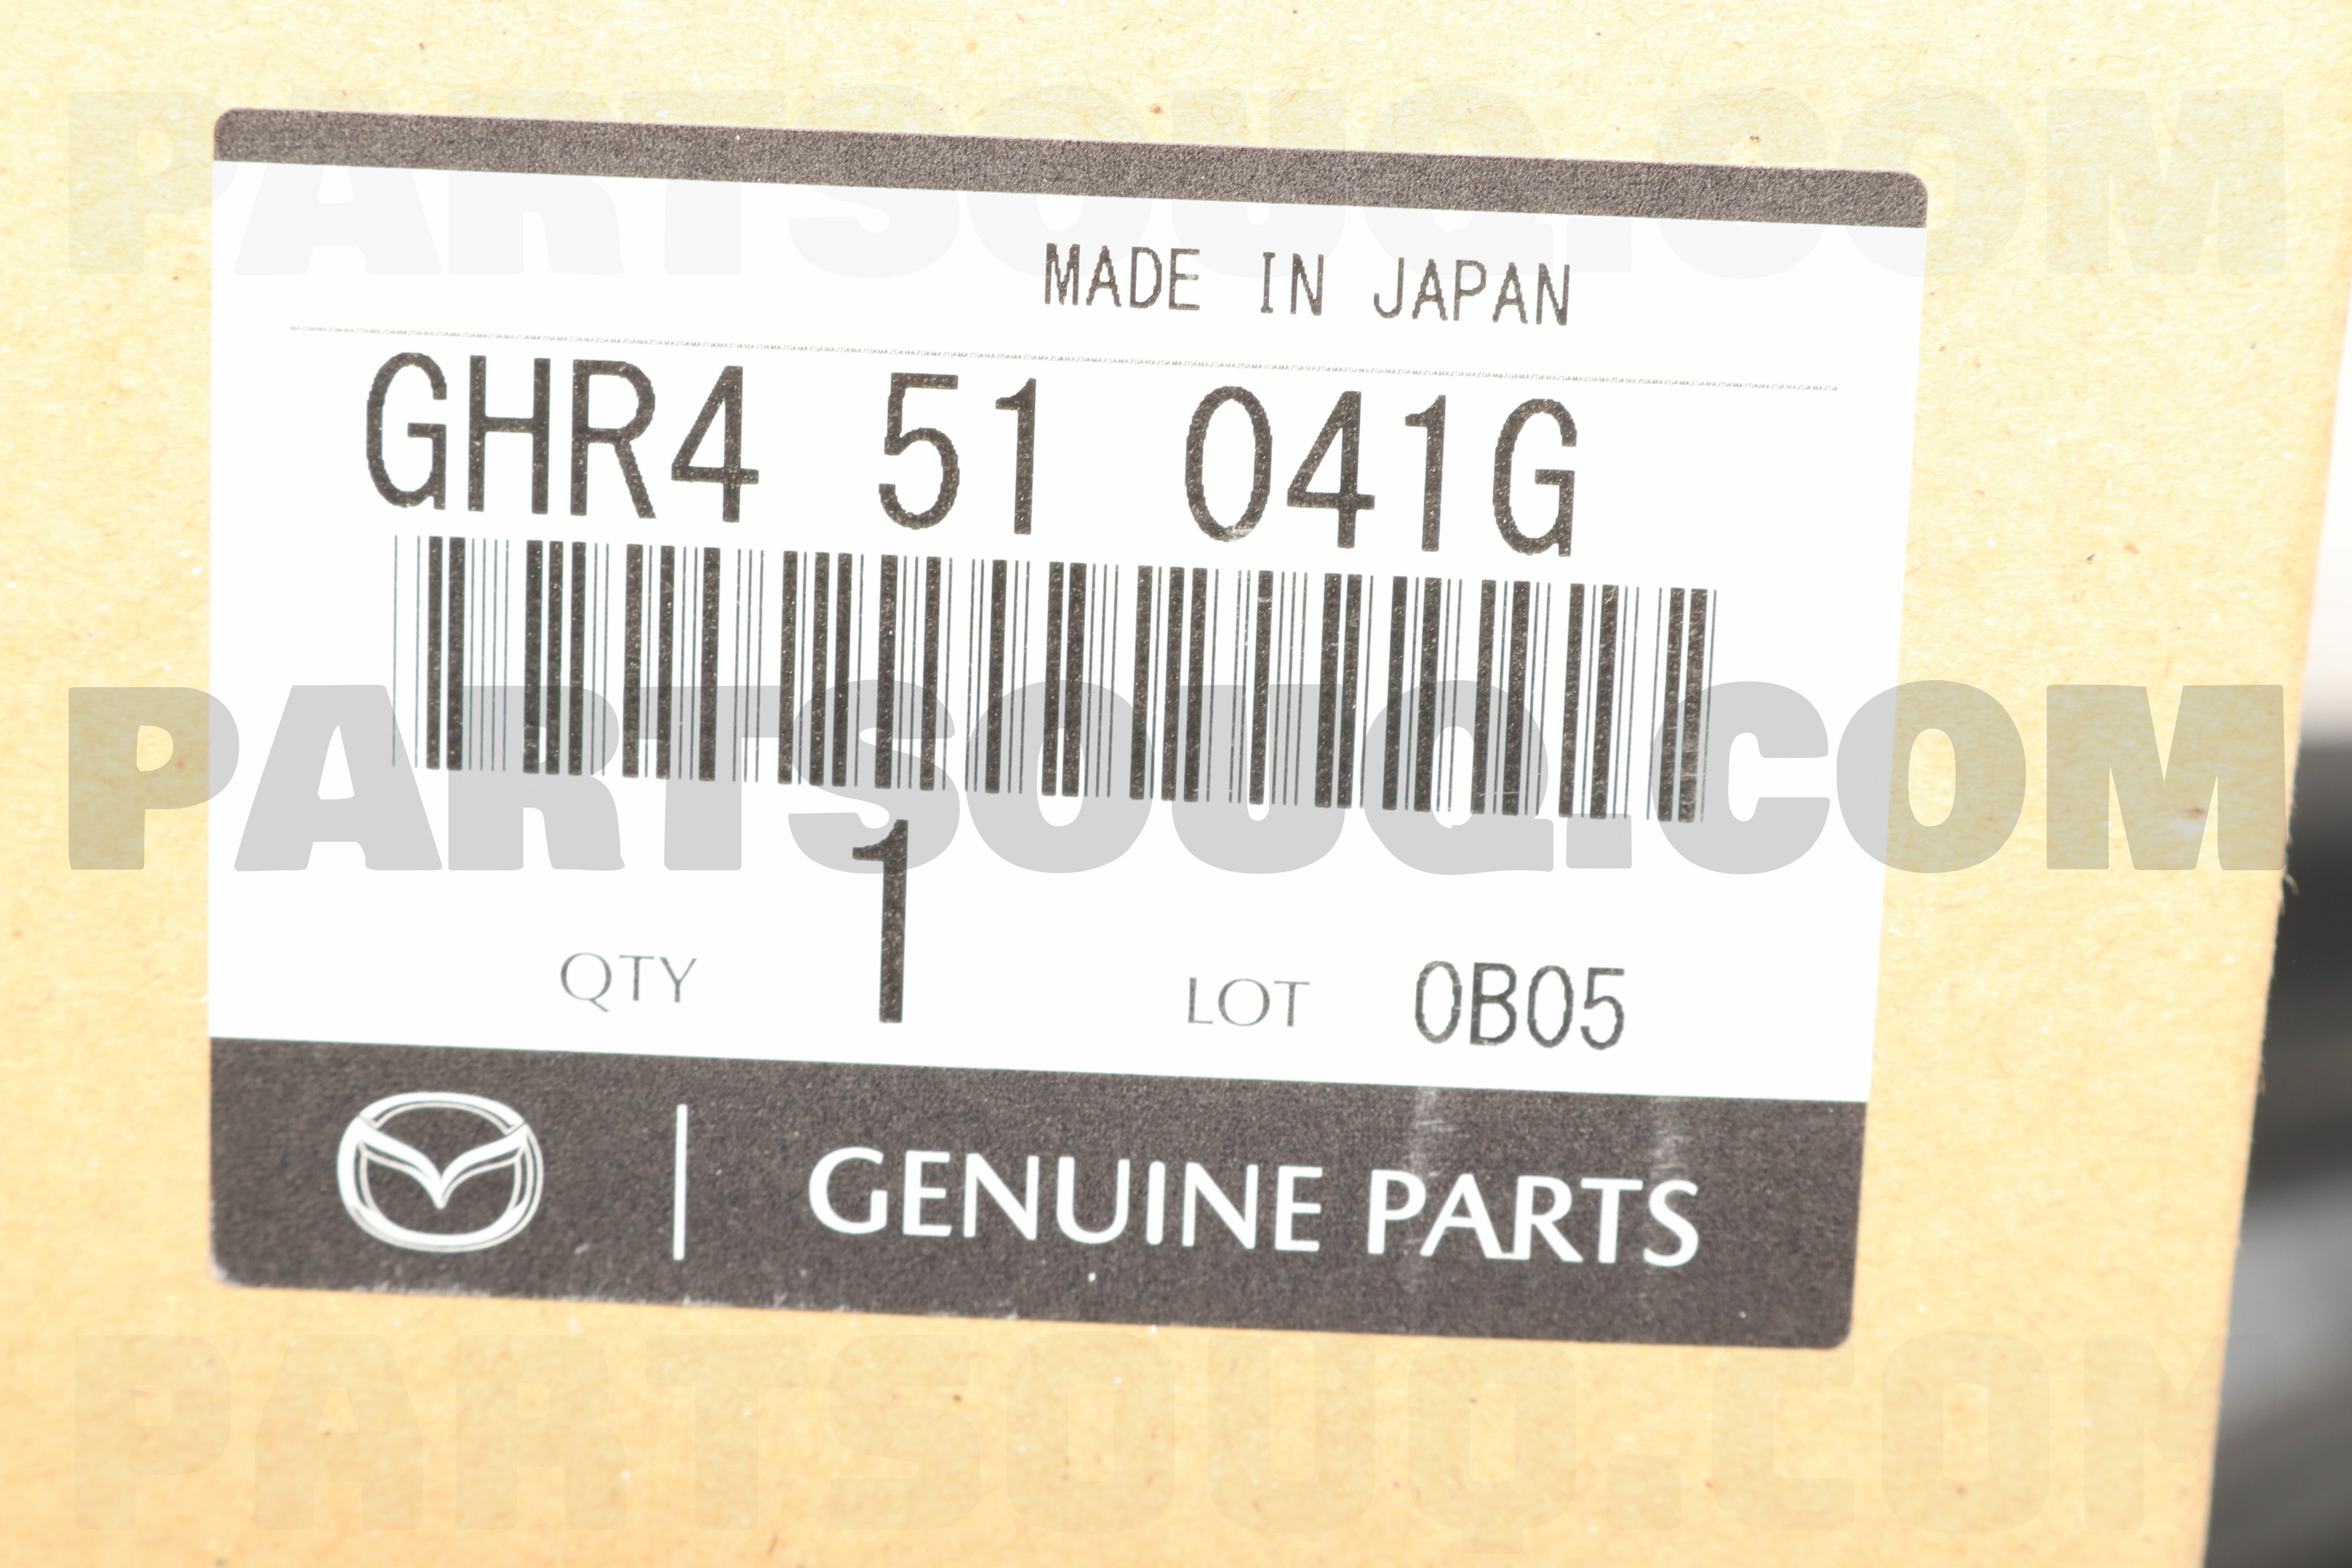 PARTSOUQ.COM
MADE IN JAPAN
GHR4 51 041G
PARTSOUQ.COM
1
QTY
LOT 0B05
GENUINE PARTS
PARTSOUQ.COM